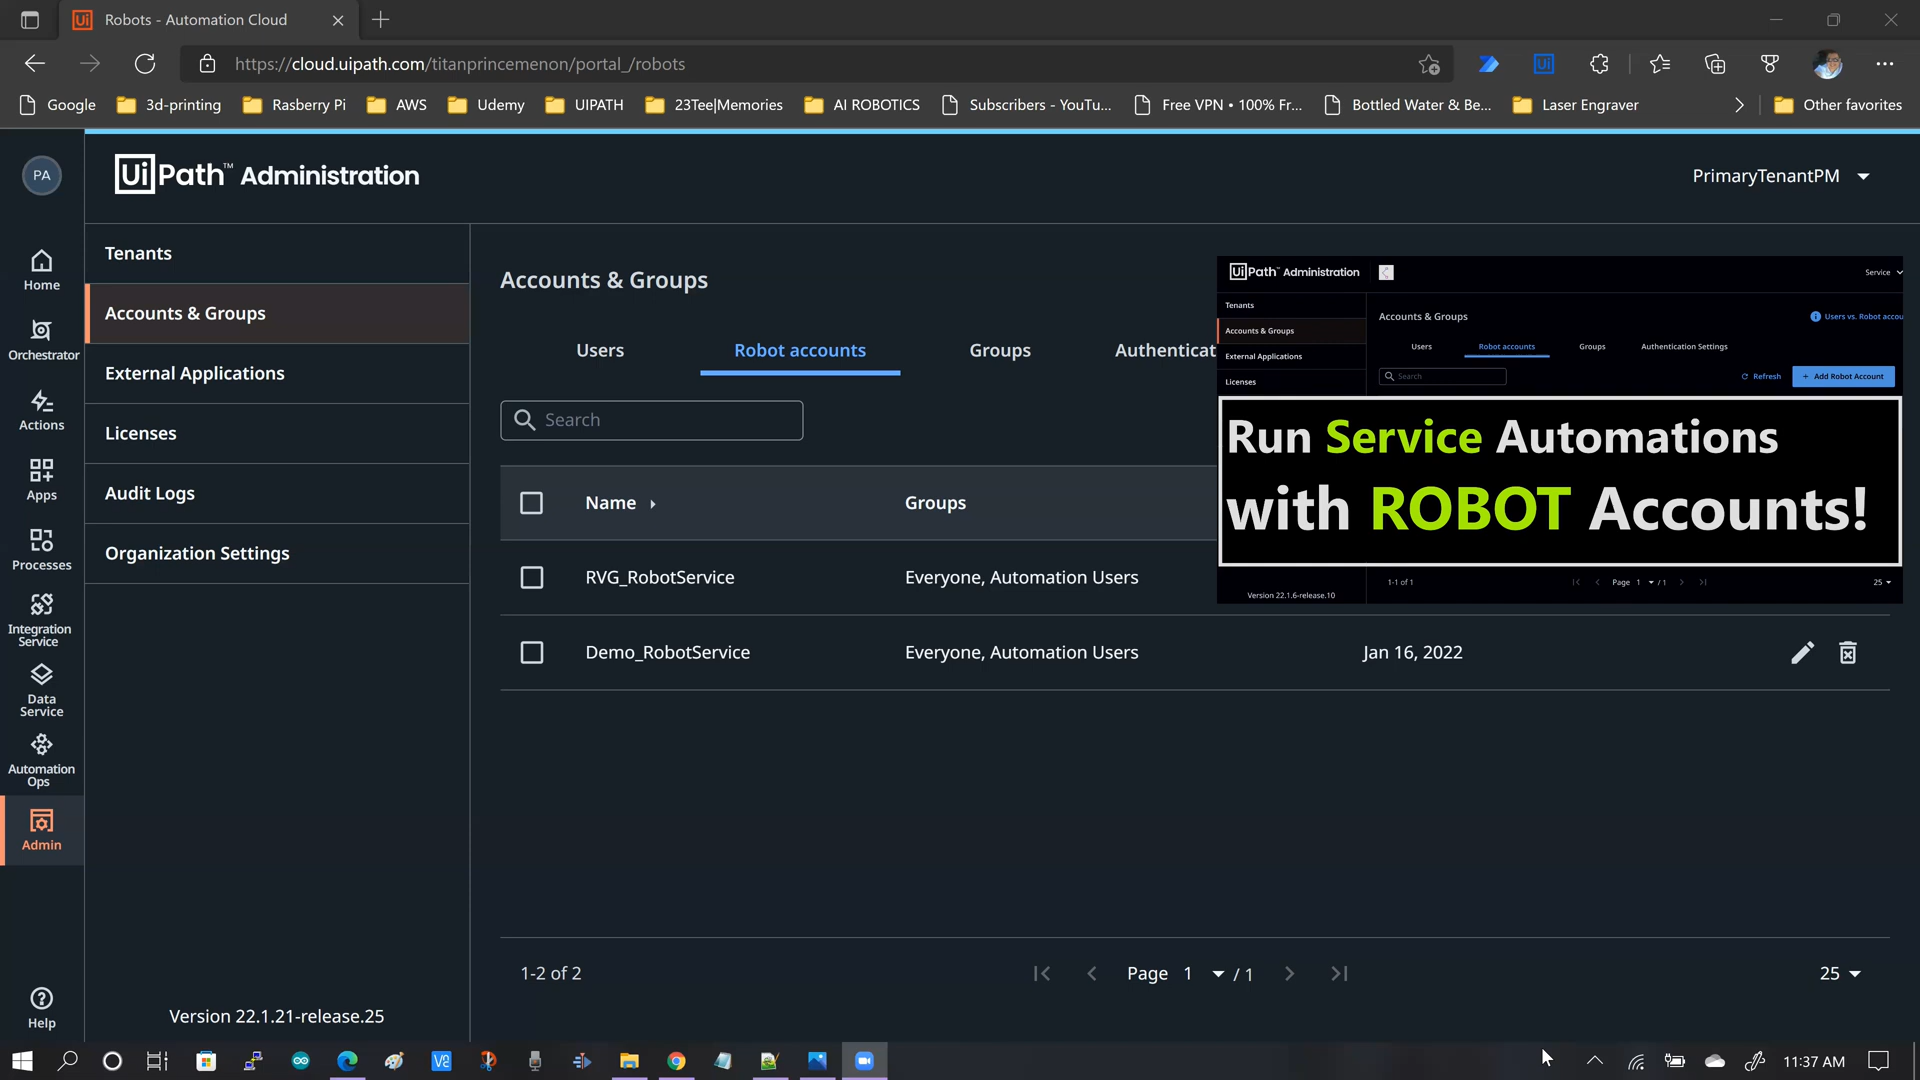 Robots - Automation Cloud
https://cloud.uipath.com/titanprincemenon/portal_/robots
Google 3d-printing Rasberry Pi AWS Udemy UIPATH 23Tee|Memories AI ROBOTICS Subscribers - YouTu... Free VPN • 100% Fr... Bottled Water & Be... Laser Engraver Other favorites
PA
UiPath™ Administration
PrimaryTenantPM
Home
Orchestrator
Actions
Apps
Processes
Integration
Service
Data
Service
Automation
Ops
Admin
Help
Tenants
Accounts & Groups
External Applications
Licenses
Audit Logs
Organization Settings
Version 22.1.21-release.25
Accounts & Groups
Users Robot accounts Groups Authenticat
Search
Name Groups
RVG_RobotService Everyone, Automation Users
Demo_RobotService Everyone, Automation Users Jan 16, 2022
1-2 of 2 Page 1 / 1 25
UiPath™ Administration Service
Tenants
Accounts & Groups
External Applications
Licenses
Accounts & Groups Users vs. Robot accou
Users Robot accounts Groups Authentication Settings
Search Refresh + Add Robot Account
Run Service Automations
with ROBOT Accounts!
1-1 of 1 Page 1 / 1 25
Version 22.1.6-release.10
11:37 AM